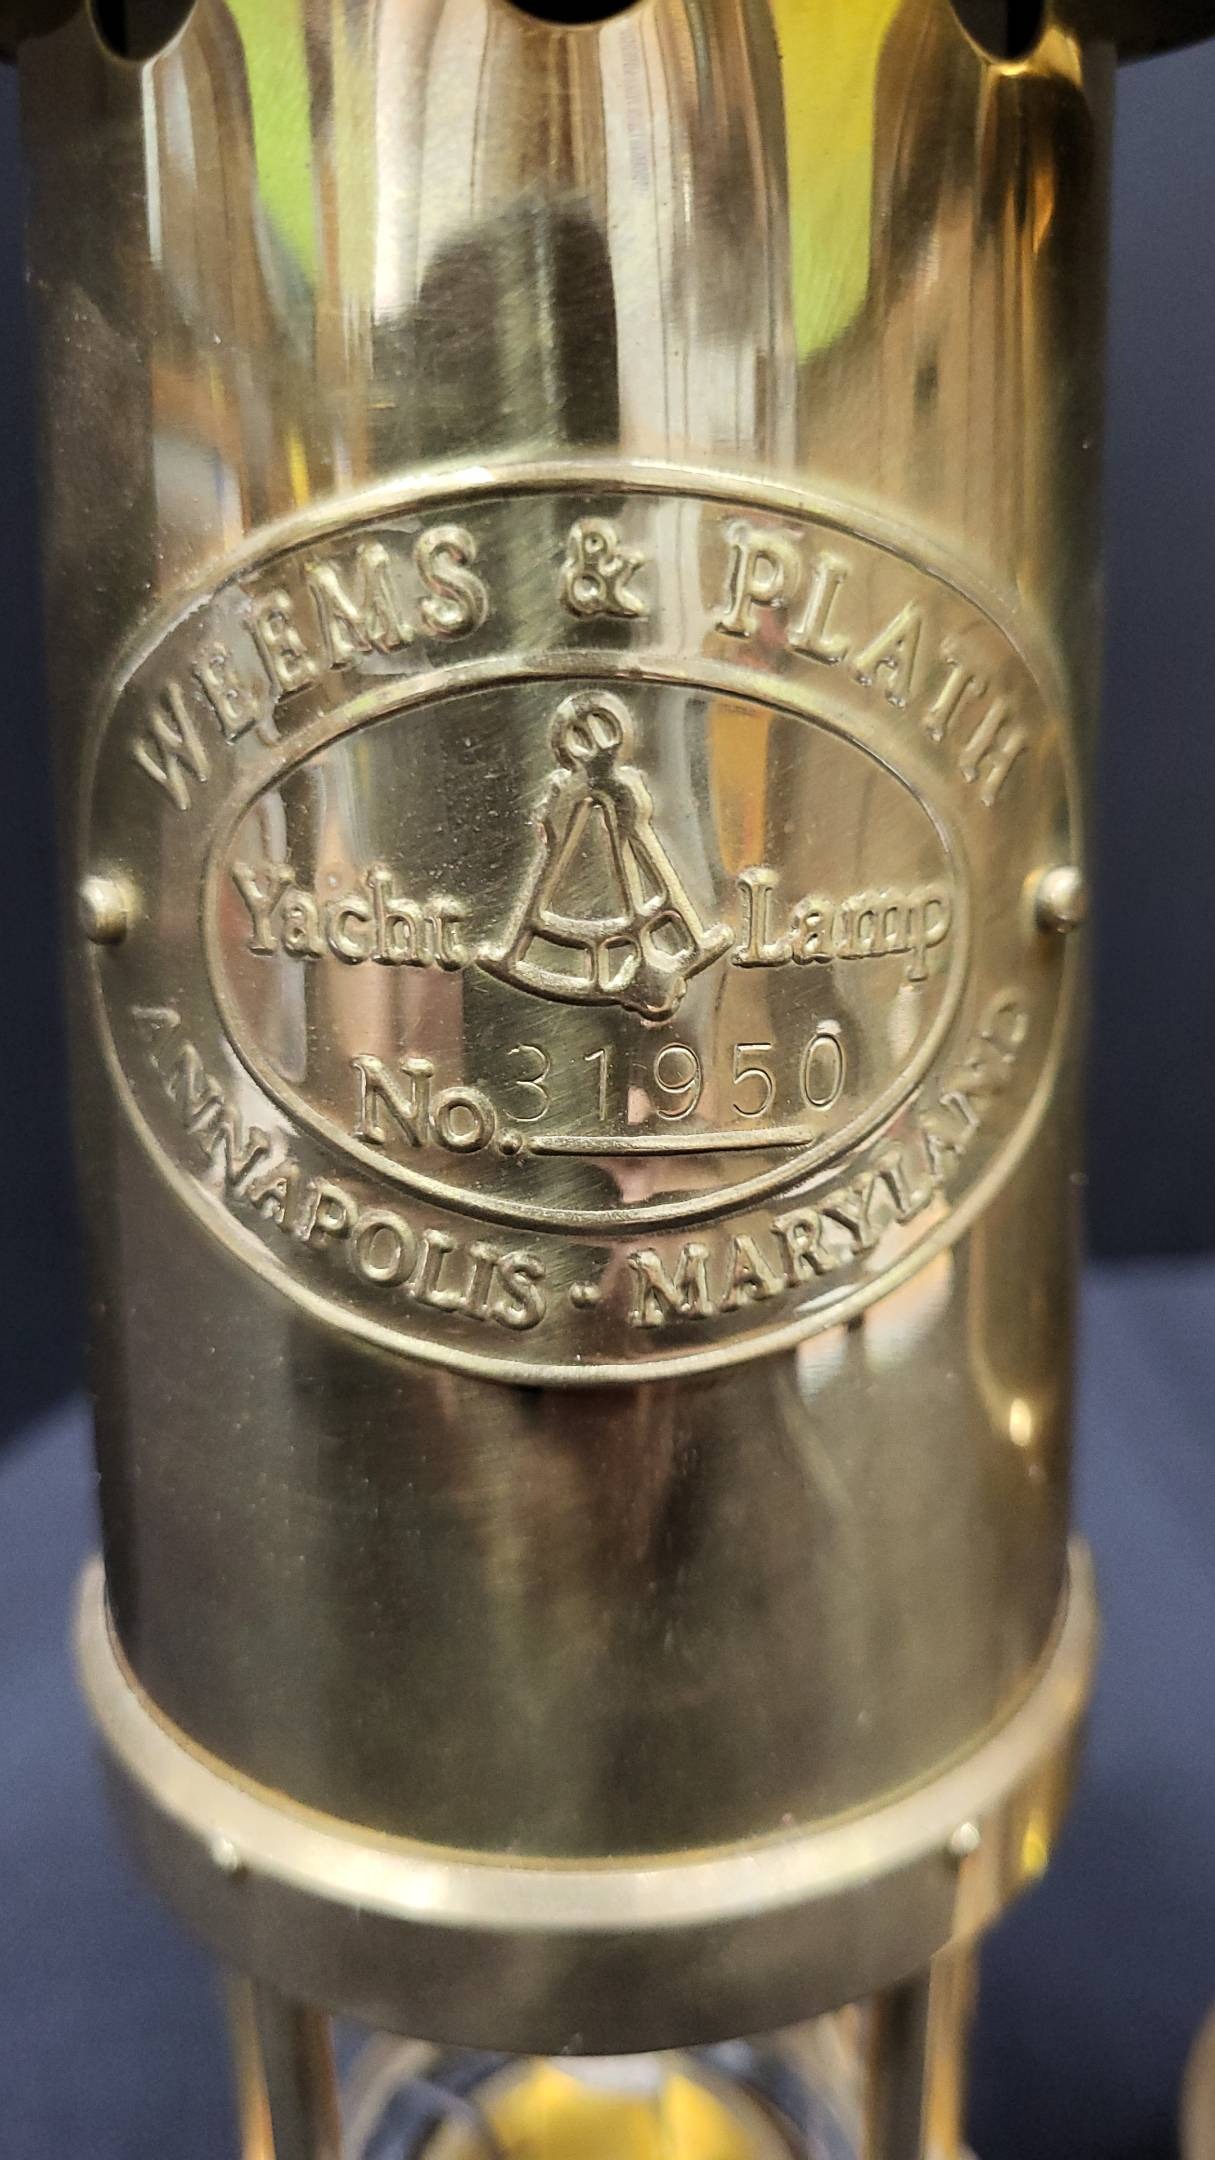 WEEMS & PLATH
Yacht Lamp
No. 31950
ANNAPOLIS · MARYLAND